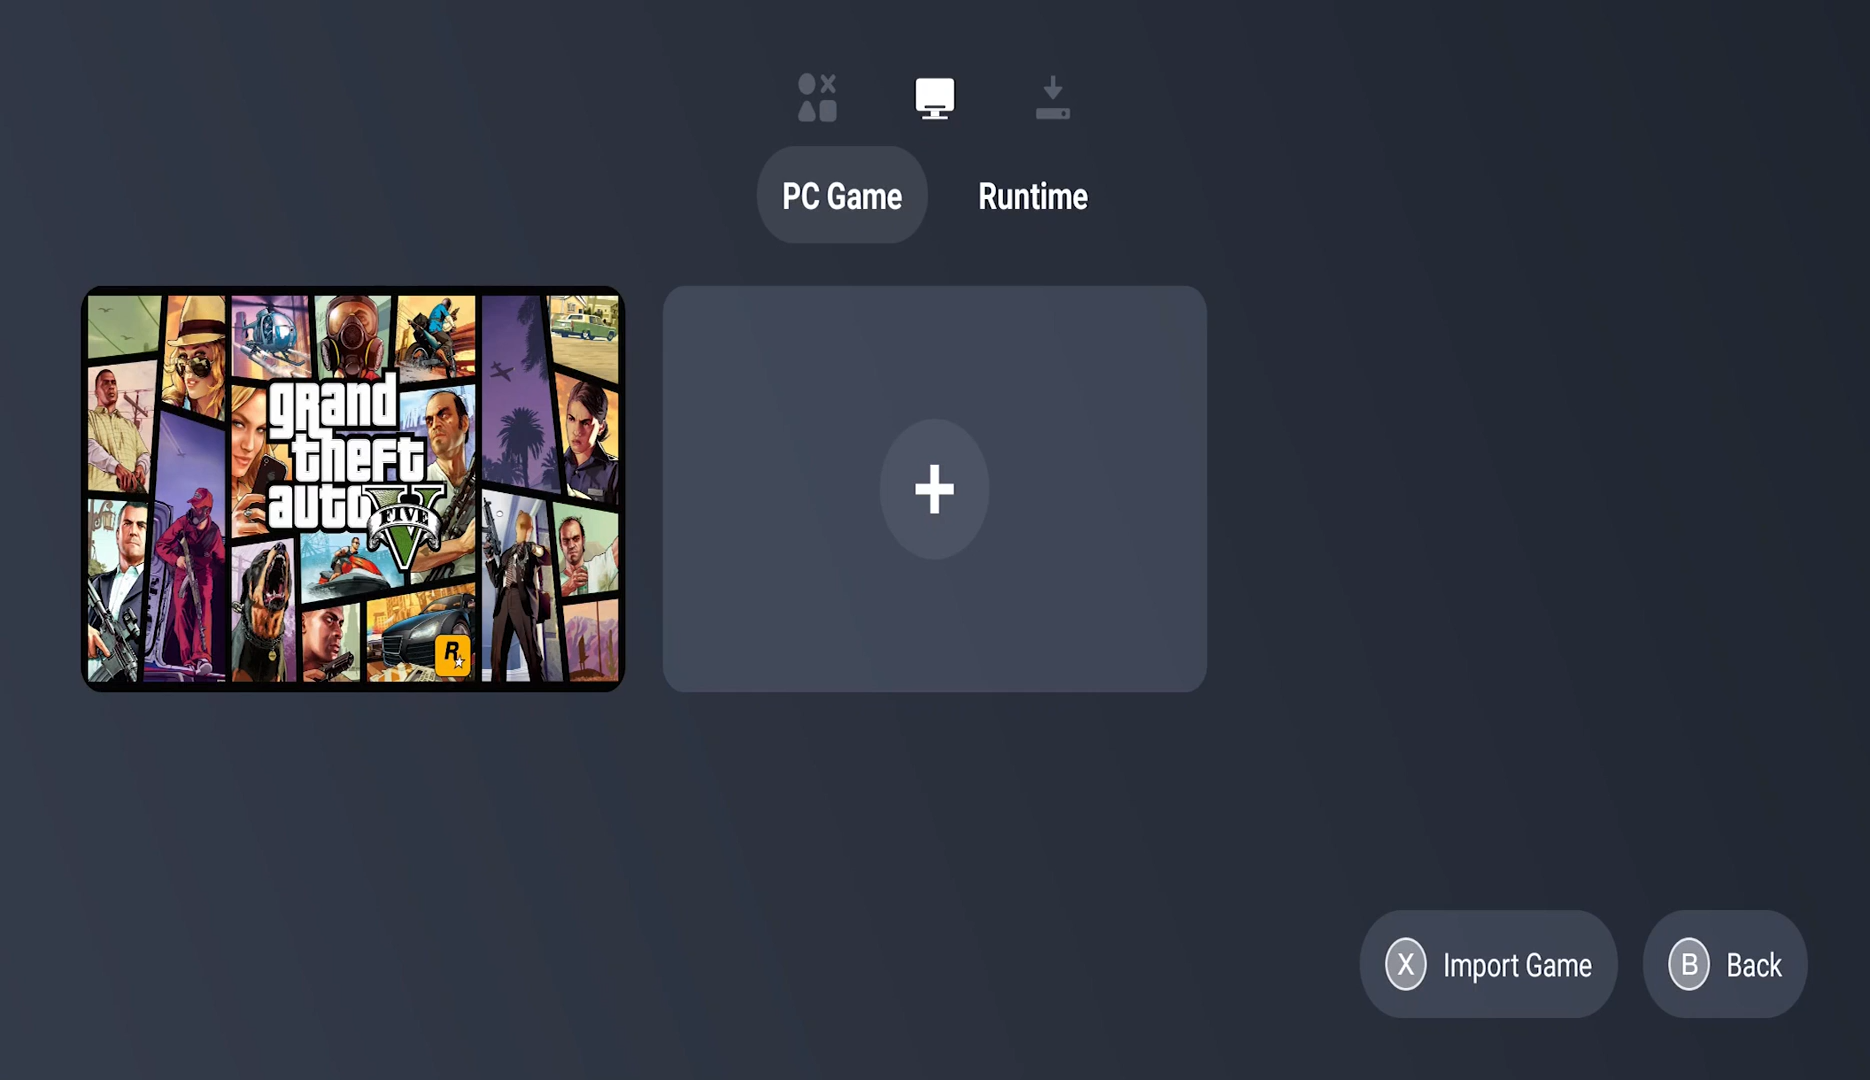 PC Game
Runtime
grand
theft
auto
FIVE
V
R
+
X Import Game
B Back